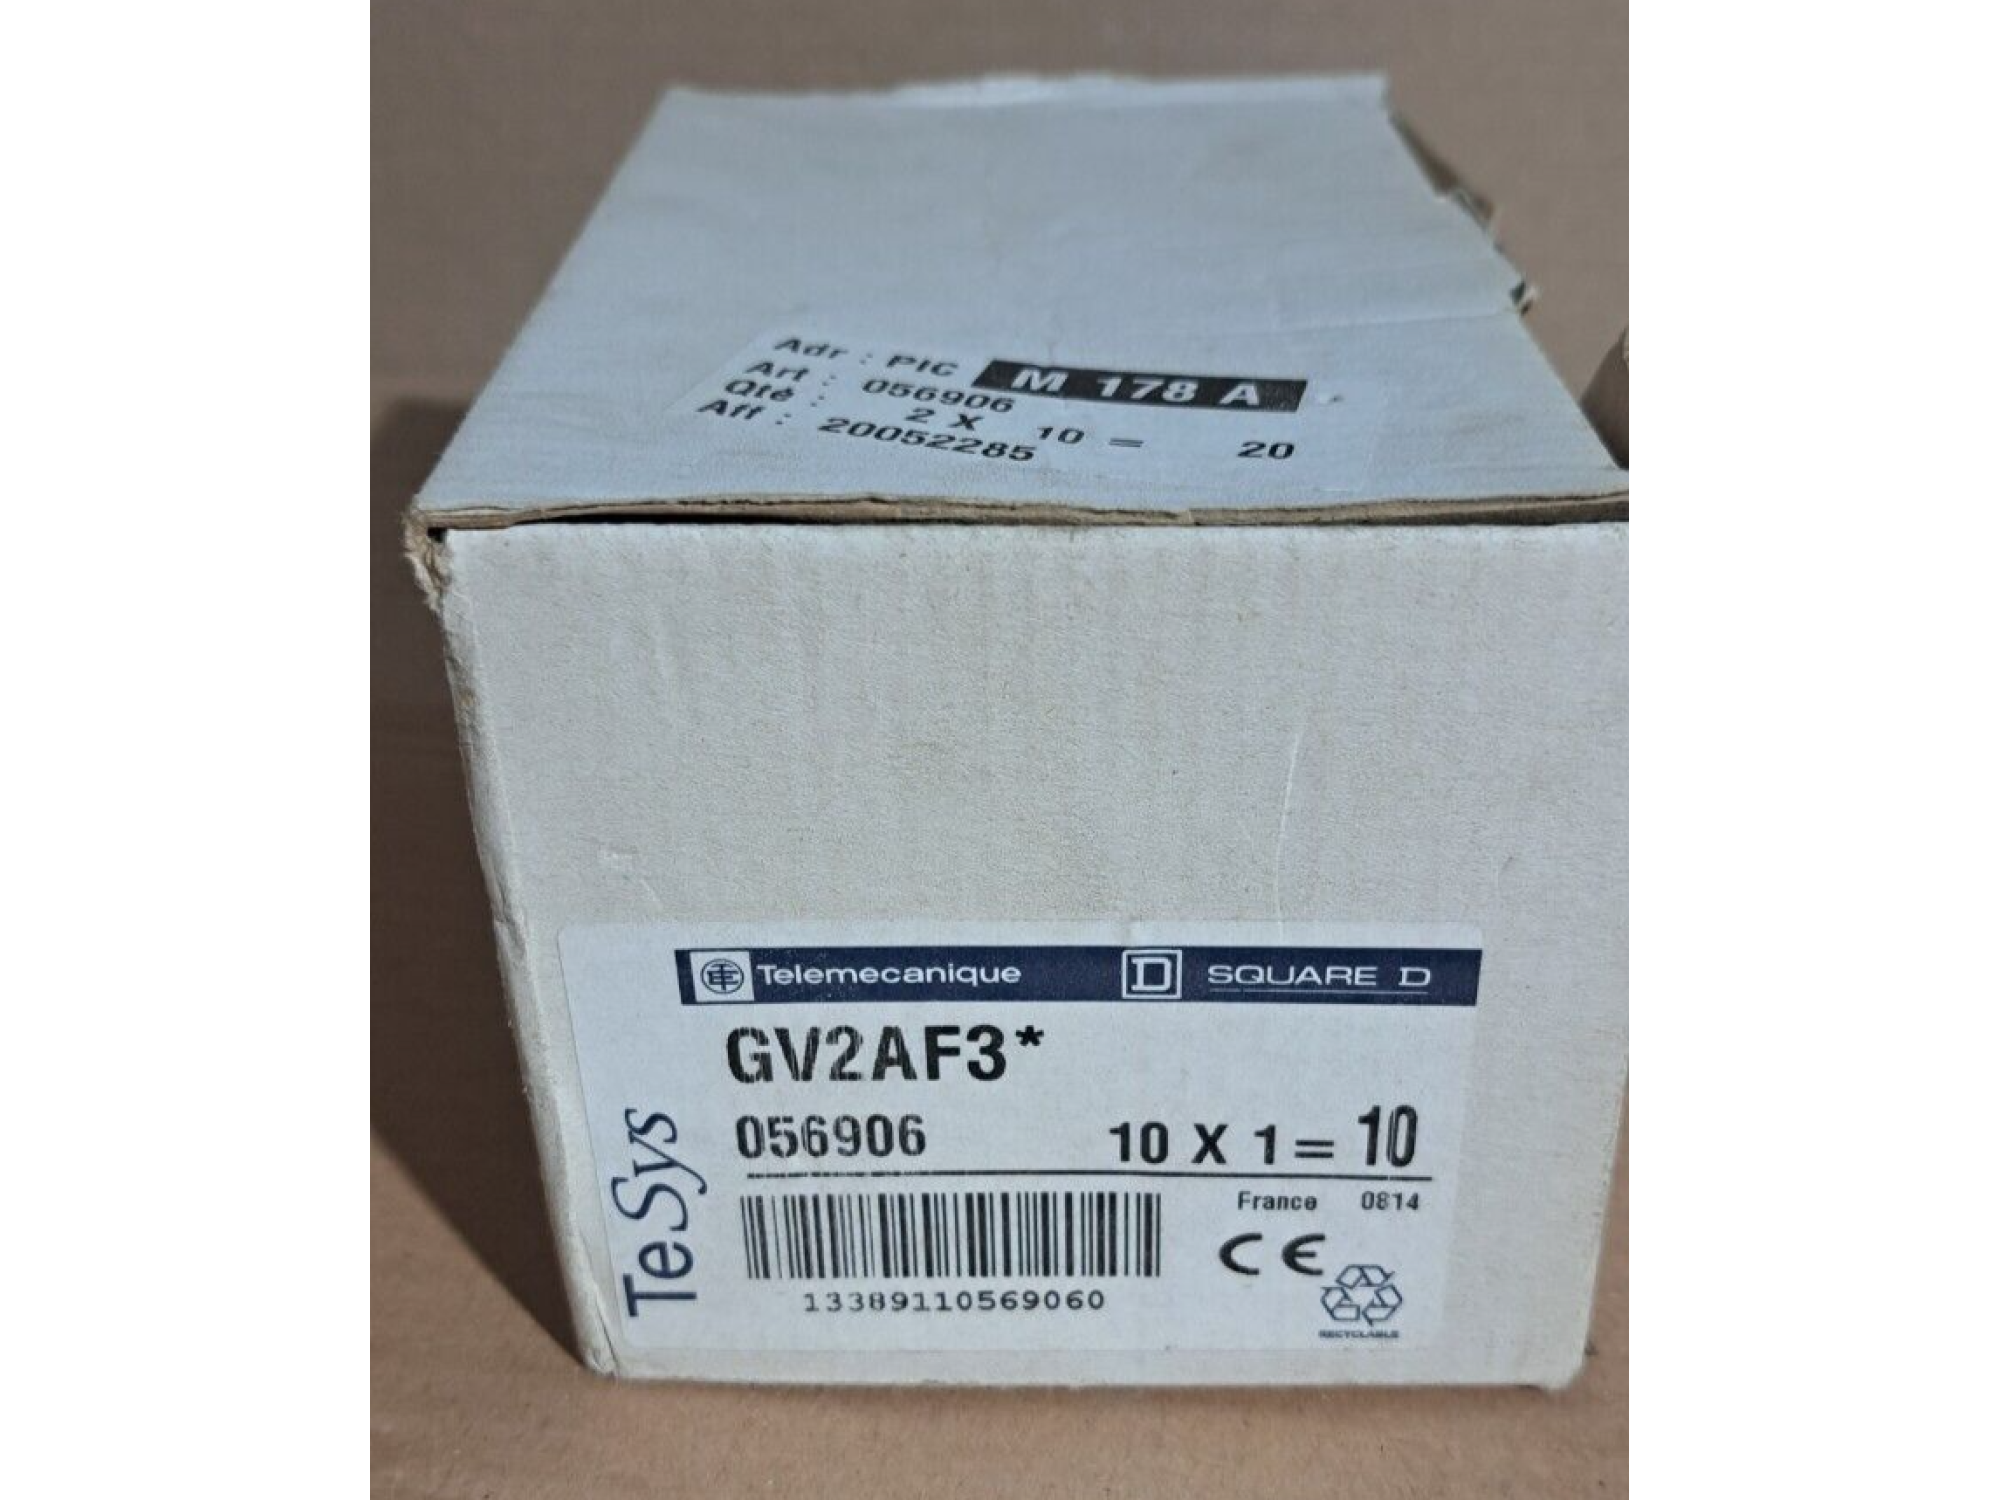 Adr : PIC M 178 A
Art : 056906
Qté : 2 X 10 = 20
Aff : 20052285
Telemecanique D SQUARE D
GV2AF3*
056906 10 X 1 = 10
France 0814
CE
13389110569060
RECYCLABLE
TeSys